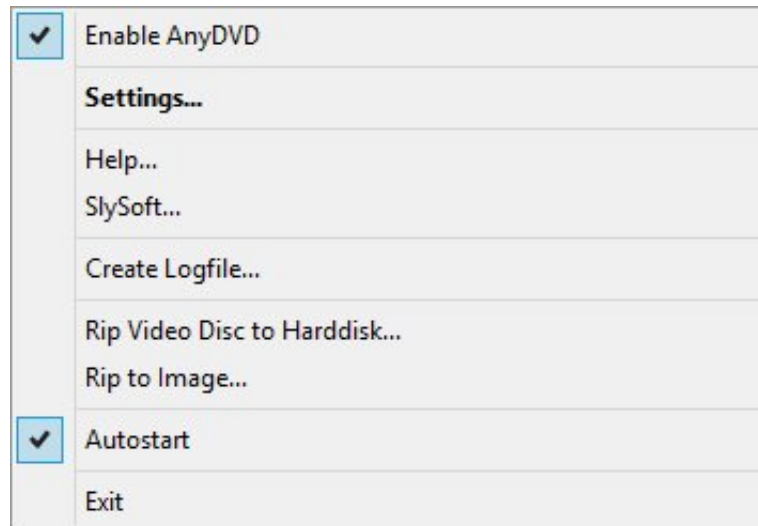 Enable AnyDVD
Settings...
Help...
SlySoft...
Create Logfile...
Rip Video Disc to Harddisk...
Rip to Image...
Autostart
Exit